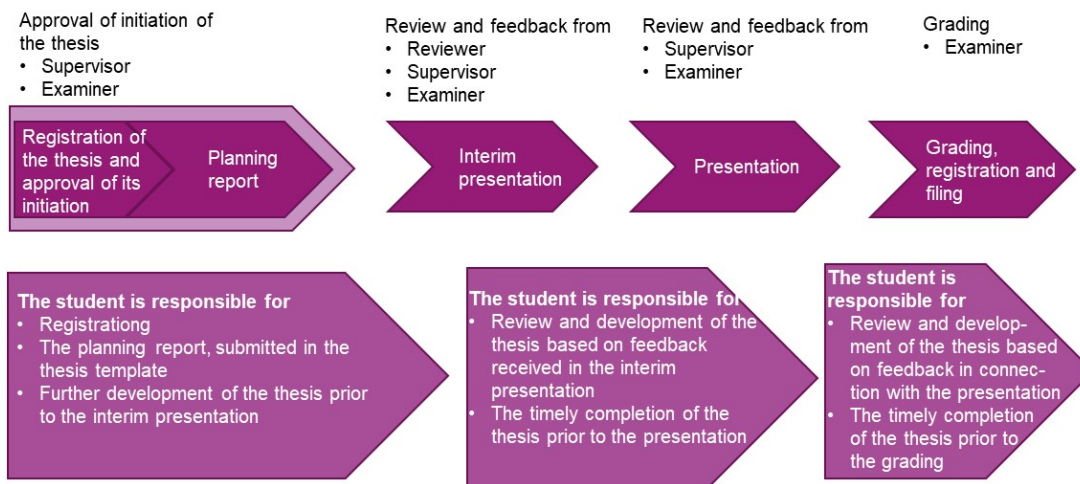 Approval of initiation of
the thesis
• Supervisor
• Examiner
Review and feedback from
• Reviewer
• Supervisor
• Examiner
Review and feedback from
• Supervisor
• Examiner
Grading
• Examiner
Registration of
the thesis and
approval of its
initiation
Planning
report
Interim
presentation
Presentation
Grading,
registration and
filing
The student is responsible for
• Registrationg
• The planning report, submitted in the
thesis template
• Further development of the thesis prior
to the interim presentation
The student is responsible for
• Review and development of the
thesis based on feedback
received in the interim
presentation
• The timely completion of the
thesis prior to the presentation
The student is
responsible for
• Review and develop-
ment of the thesis based
on feedback in connec-
tion with the presentation
• The timely completion
of the thesis prior to
the grading